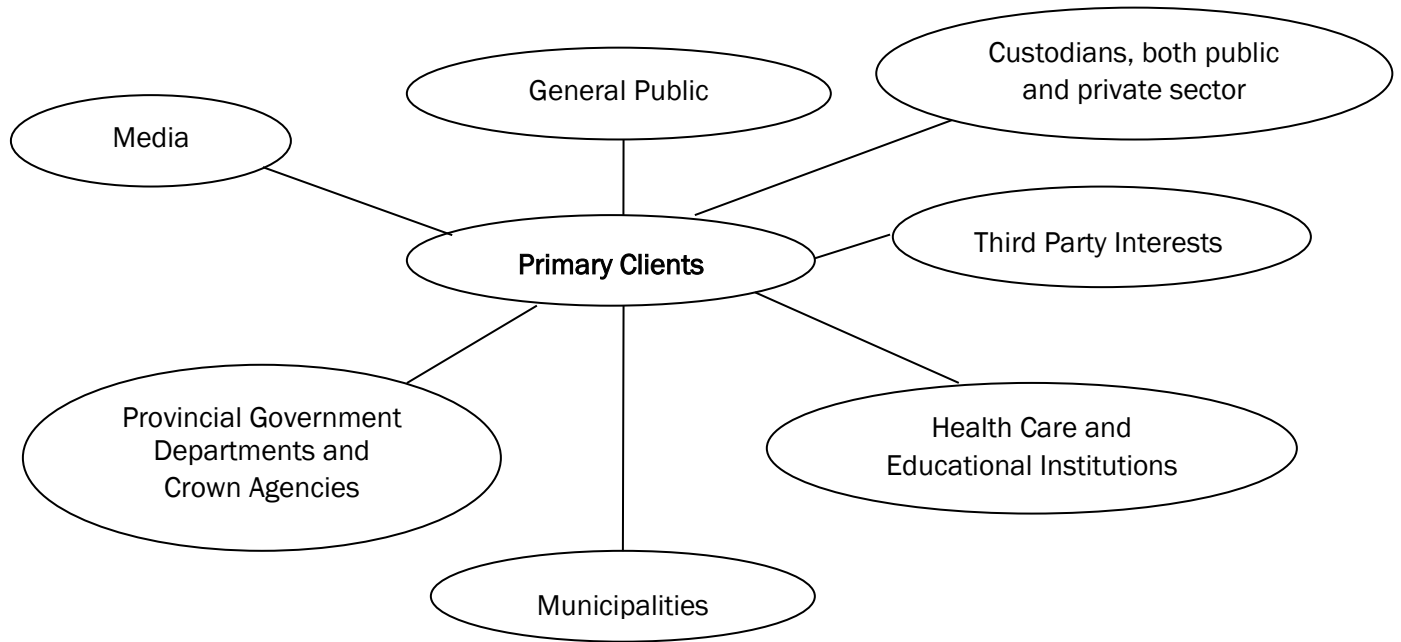 Custodians, both public
and private sector
General Public
Media
Third Party Interests
Primary Clients
Provincial Government
Departments and
Crown Agencies
Health Care and
Educational Institutions
Municipalities